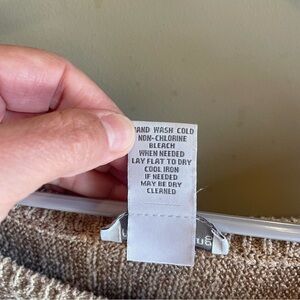 HAND WASH COLD
NON-CHLORINE
BLEACH
WHEN NEEDED
LAY FLAT TO DRY
COOL IRON
IF NEEDED
MAY BE DRY
CLEANED